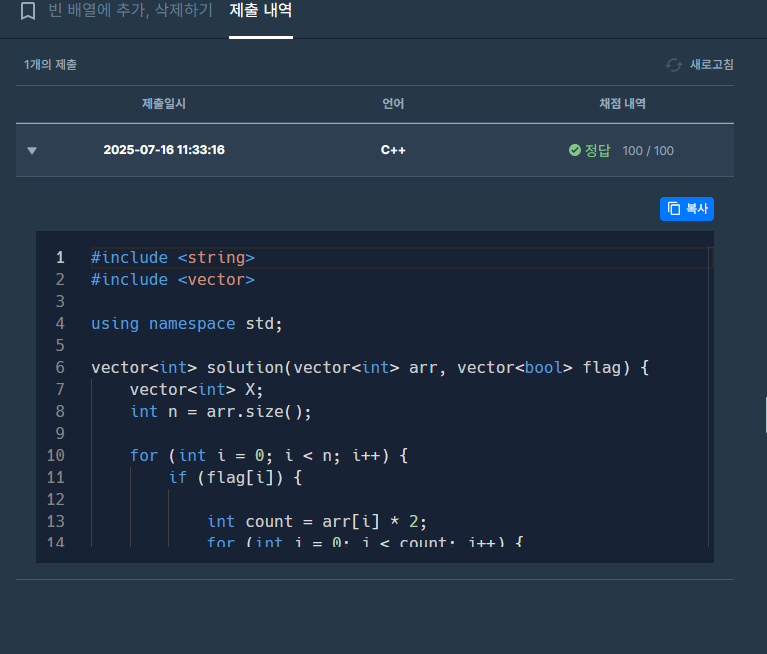 빈 배열에 추가, 삭제하기 제출 내역
1개의 제출 새로고침
제출일시 언어 채점 내역
2025-07-16 11:33:16 C++ 정답 100 / 100
복사
1 #include <string>
2 #include <vector>
3
4 using namespace std;
5
6 vector<int> solution(vector<int> arr, vector<bool> flag) {
7 vector<int> X;
8 int n = arr.size();
9
10 for (int i = 0; i < n; i++) {
11 if (flag[i]) {
12
13 int count = arr[i] * 2;
14 for (int j = 0; j < count; j++) {